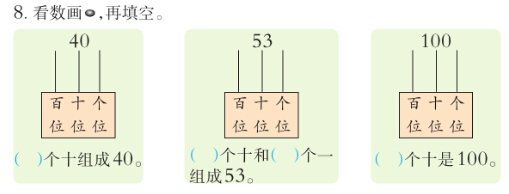 8. 看数画●,再填空。
40 53 100
百十个 百十个 百十个
位位位 位位位 位位位
( )个十组成40。 ( )个十和( )个一 ( )个十是100。
组成53。